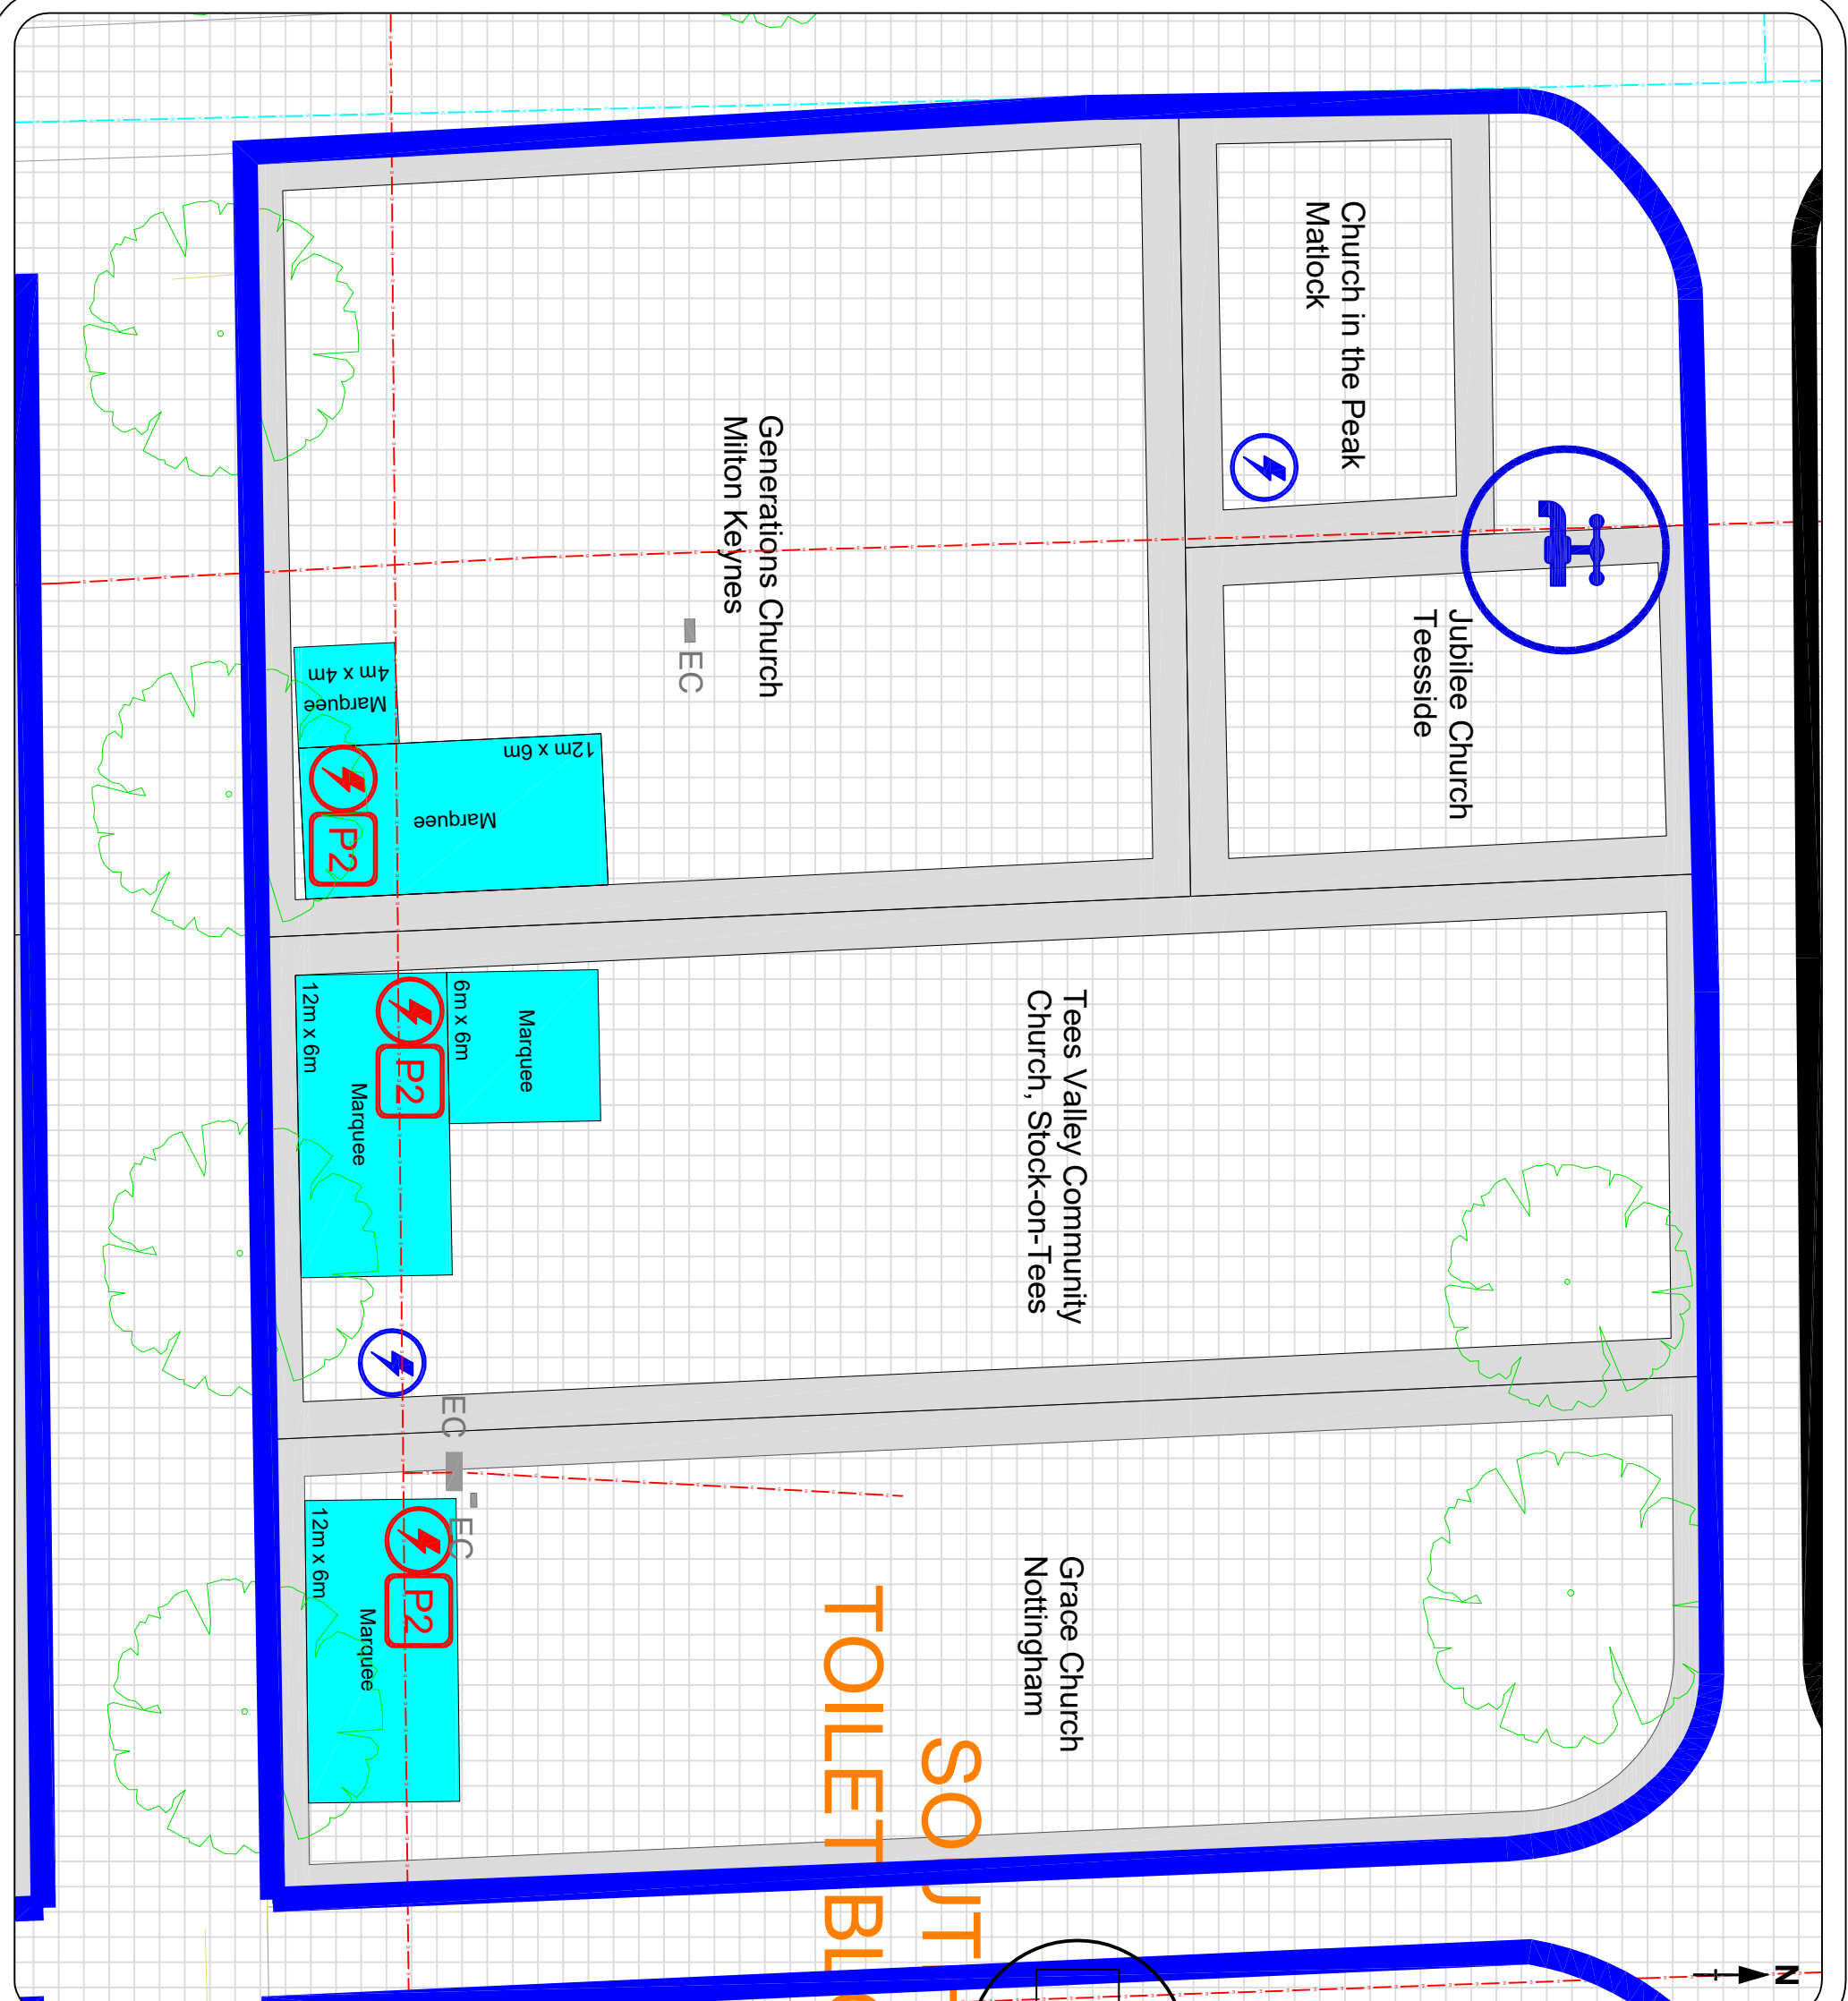 Church in the Peak
Matlock
Generations Church
Milton Keynes
Jubilee Church
Teesside
EC
4m x 4m
Marquee
12m x 6m
Marquee
P2
Tees Valley Community
Church, Stock-on-Tees
12m x 6m
Marquee
P2
6m x 6m
Marquee
EC
EC
12m x 6m
Marquee
P2
Grace Church
Nottingham
TOILET
N